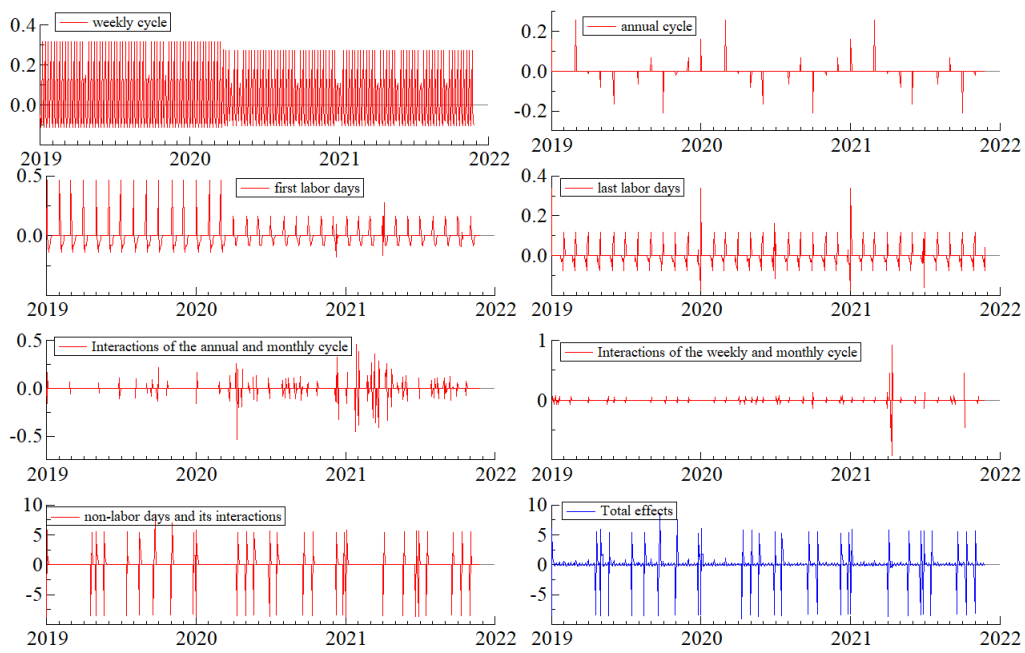 weekly cycle
0.4
0.2
0.0
2019 2020 2021 2022
annual cycle
0.2
0.0
-0.2
2019 2020 2021 2022
first labor days
0.5
0.0
2019 2020 2021 2022
last labor days
0.4
0.2
0.0
2019 2020 2021 2022
Interactions of the annual and monthly cycle
0.5
0.0
-0.5
2019 2020 2021 2022
Interactions of the weekly and monthly cycle
1
0
2019 2020 2021 2022
non-labor days and its interactions
10
5
0
-5
2019 2020 2021 2022
Total effects
10
5
0
-5
2019 2020 2021 2022